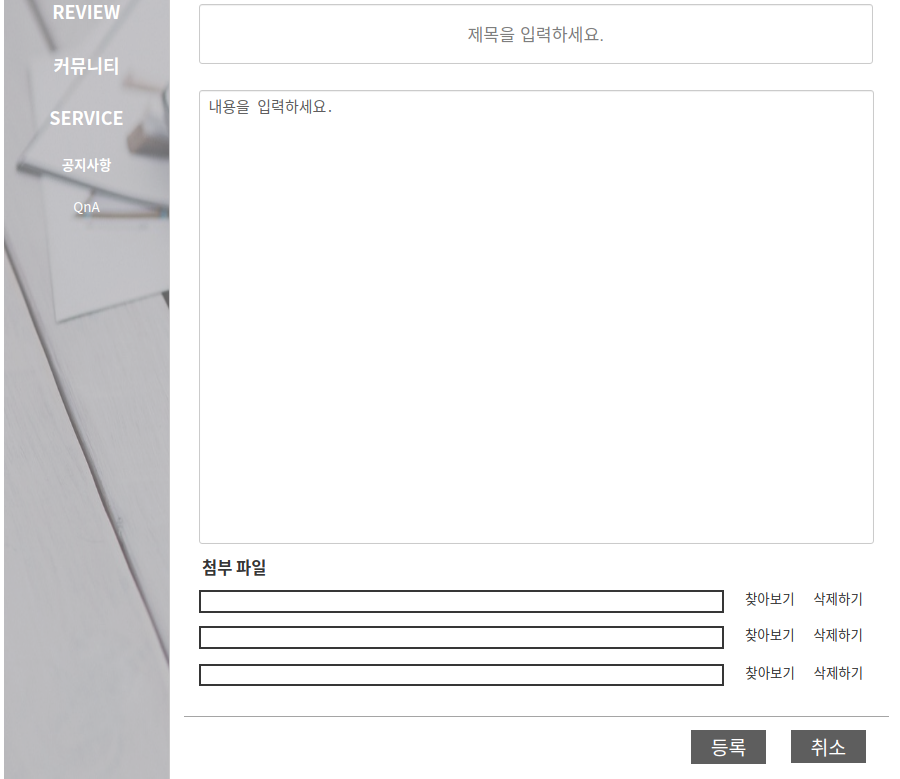 REVIEW
커뮤니티
SERVICE
공지사항
QnA
제목을 입력하세요.
내용을 입력하세요.
첨부 파일
찾아보기 삭제하기
찾아보기 삭제하기
찾아보기 삭제하기
등록 취소